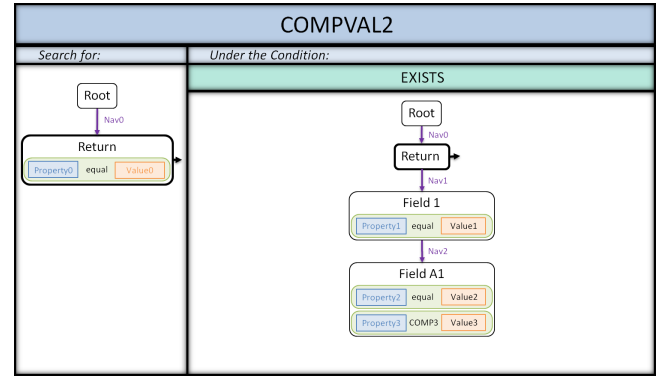 COMPVAL2
Search for:
Under the Condition:
EXISTS
Root
Nav0
Return
Property0 equal Value0
Root
Nav0
Return
Nav1
Field 1
Property1 equal Value1
Nav2
Field A1
Property2 equal Value2
Property3 COMP3 Value3